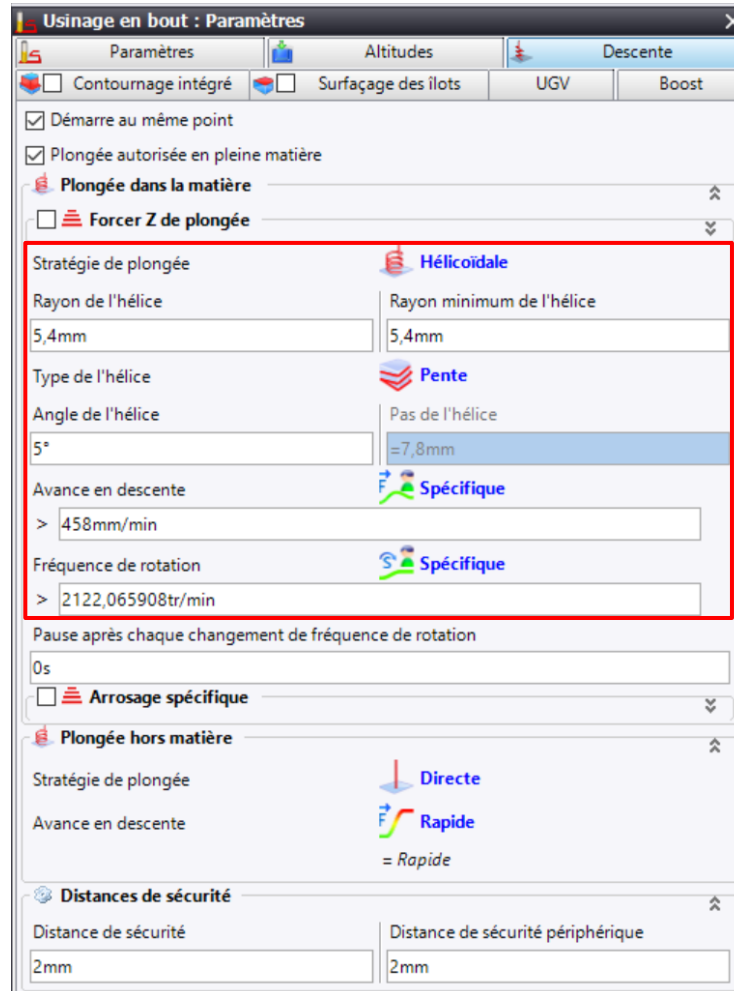 Usinage en bout : Paramètres
Paramètres Altitudes Descente
Contournage intégré Surfaçage des îlots UGV Boost
Démarre au même point
Plongée autorisée en pleine matière
Plongée dans la matière
Forcer Z de plongée
Stratégie de plongée Hélicoïdale
Rayon de l'hélice Rayon minimum de l'hélice
5,4mm 5,4mm
Type de l'hélice Pente
Angle de l'hélice Pas de l'hélice
5° =7,8mm
Avance en descente Spécifique
> 458mm/min
Fréquence de rotation Spécifique
> 2122,065908tr/min
Pause après chaque changement de fréquence de rotation
0s
Arrosage spécifique
Plongée hors matière
Stratégie de plongée Directe
Avance en descente Rapide
= Rapide
Distances de sécurité
Distance de sécurité Distance de sécurité périphérique
2mm 2mm